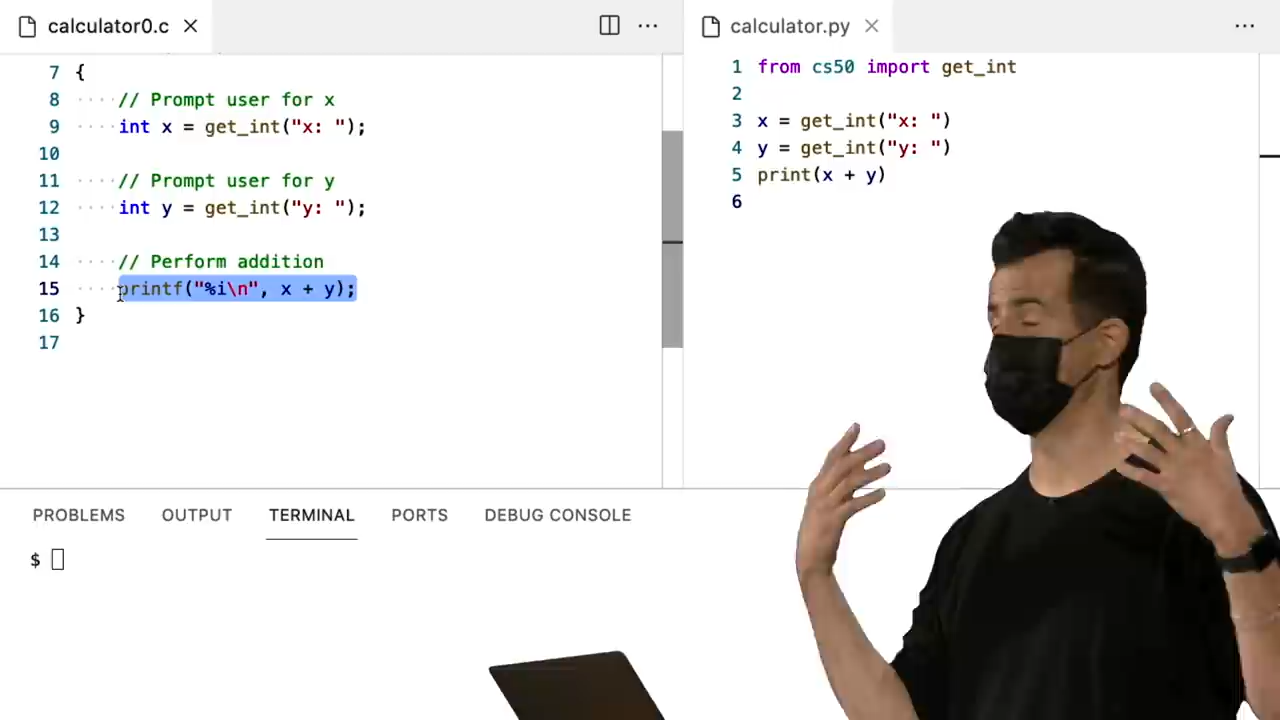 calculator0.c
7 {
8 // Prompt user for x
9 int x = get_int("x: ");
10
11 // Prompt user for y
12 int y = get_int("y: ");
13
14 // Perform addition
15 printf("%i\n", x + y);
16 }
17
calculator.py
1 from cs50 import get_int
2
3 x = get_int("x: ")
4 y = get_int("y: ")
5 print(x + y)
6
PROBLEMS OUTPUT TERMINAL PORTS DEBUG CONSOLE
$